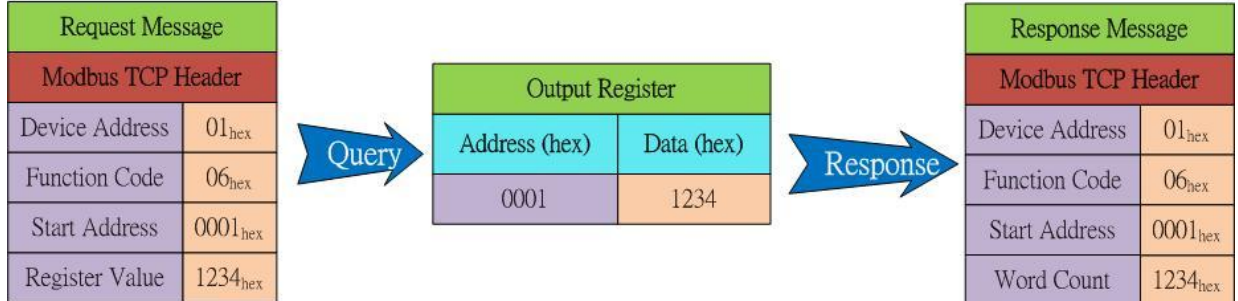 Request Message
Modbus TCP Header
Device Address 01hex
Function Code 06hex
Start Address 0001hex
Register Value 1234hex
Query
Output Register
Address (hex) Data (hex)
0001 1234
Response
Response Message
Modbus TCP Header
Device Address 01hex
Function Code 06hex
Start Address 0001hex
Word Count 1234hex